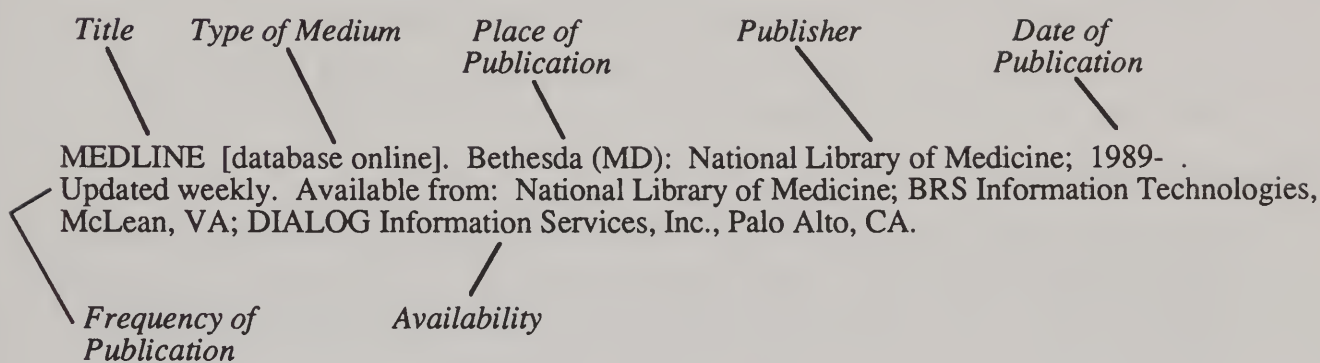 Title Type of Medium Place of Publication Publisher Date of Publication
MEDLINE [database online]. Bethesda (MD): National Library of Medicine; 1989- .
Updated weekly. Available from: National Library of Medicine; BRS Information Technologies,
McLean, VA; DIALOG Information Services, Inc., Palo Alto, CA.
Frequency of Publication Availability